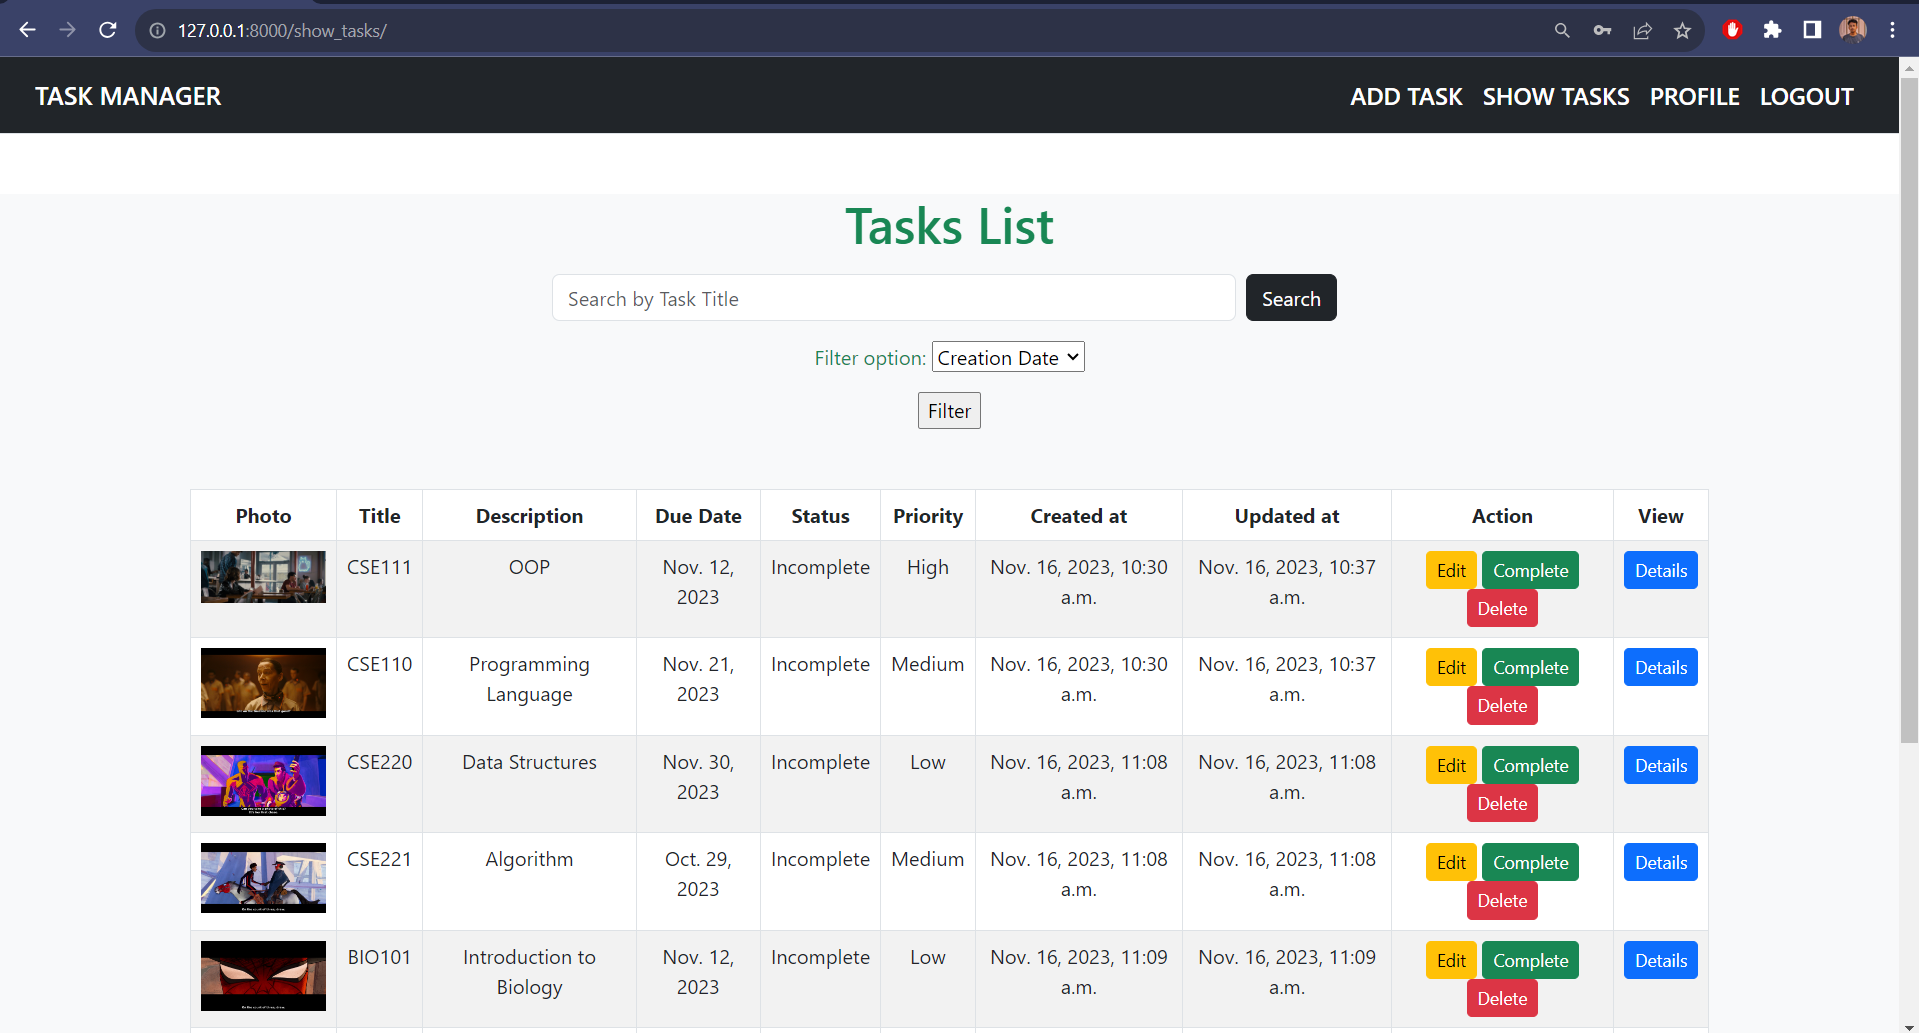 127.0.0.1:8000/show_tasks/
TASK MANAGER
ADD TASK SHOW TASKS PROFILE LOGOUT
Tasks List
Search by Task Title Search
Filter option: Creation Date
Filter
Photo Title Description Due Date Status Priority Created at Updated at Action View
CSE111 OOP Nov. 12, Incomplete High Nov. 16, 2023, 10:30 Nov. 16, 2023, 10:37 Edit Complete Details
2023 a.m. a.m. Delete
CSE110 Programming Nov. 21, Incomplete Medium Nov. 16, 2023, 10:30 Nov. 16, 2023, 10:37 Edit Complete Details
Language 2023 a.m. a.m. Delete
CSE220 Data Structures Nov. 30, Incomplete Low Nov. 16, 2023, 11:08 Nov. 16, 2023, 11:08 Edit Complete Details
2023 a.m. a.m. Delete
CSE221 Algorithm Oct. 29, Incomplete Medium Nov. 16, 2023, 11:08 Nov. 16, 2023, 11:08 Edit Complete Details
2023 a.m. a.m. Delete
BIO101 Introduction to Nov. 12, Incomplete Low Nov. 16, 2023, 11:09 Nov. 16, 2023, 11:09 Edit Complete Details
Biology 2023 a.m. a.m. Delete